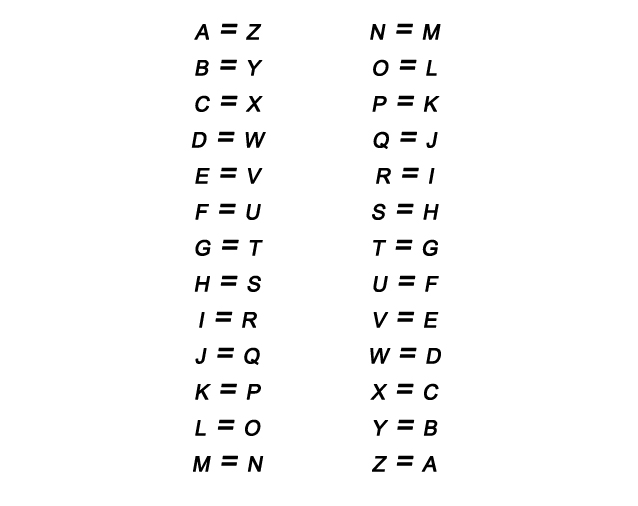 A = Z
B = Y
C = X
D = W
E = V
F = U
G = T
H = S
I = R
J = Q
K = P
L = O
M = N
N = M
O = L
P = K
Q = J
R = I
S = H
T = G
U = F
V = E
W = D
X = C
Y = B
Z = A